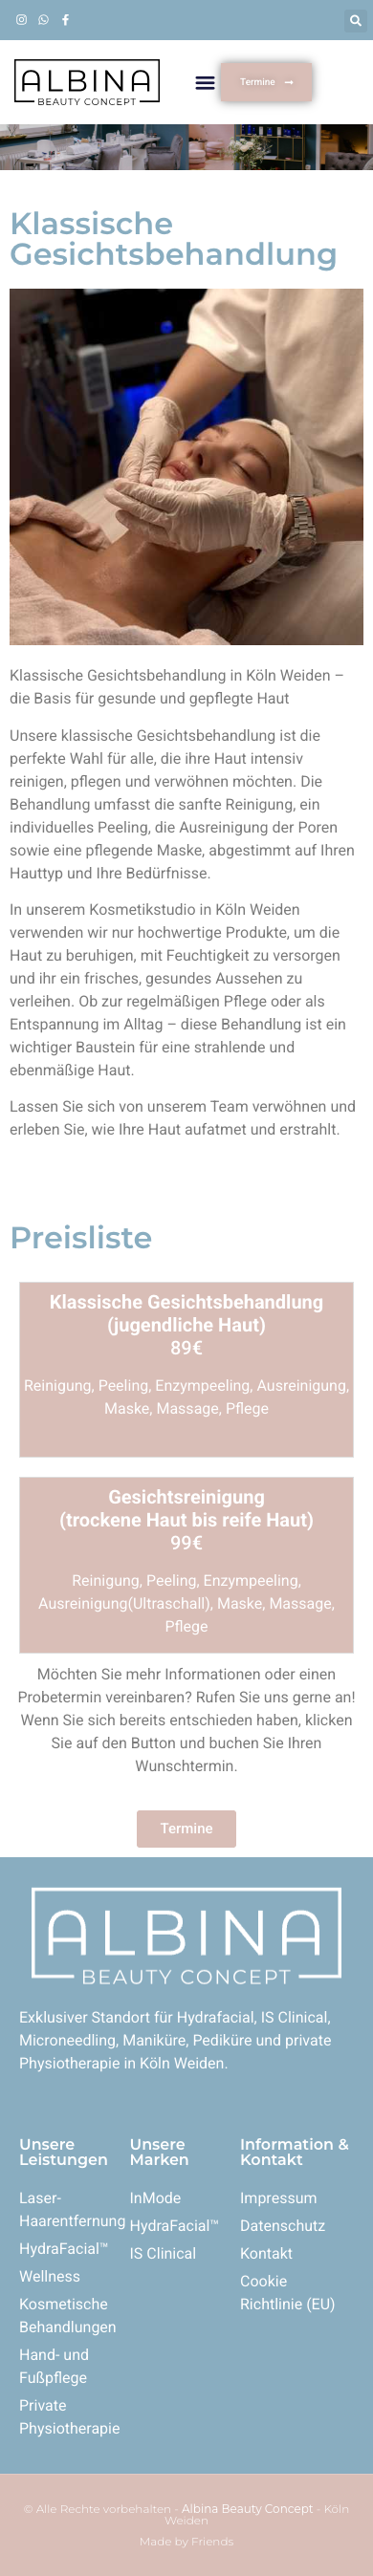 ALBINA
BEAUTY CONCEPT
Termine
Klassische
Gesichtsbehandlung
Klassische Gesichtsbehandlung in Köln Weiden –
die Basis für gesunde und gepflegte Haut
Unsere klassische Gesichtsbehandlung ist die
perfekte Wahl für alle, die ihre Haut intensiv
reinigen, pflegen und verwöhnen möchten. Die
Behandlung umfasst die sanfte Reinigung, ein
individuelles Peeling, die Ausreinigung der Poren
sowie eine pflegende Maske, abgestimmt auf Ihren
Hauttyp und Ihre Bedürfnisse.
In unserem Kosmetikstudio in Köln Weiden
verwenden wir nur hochwertige Produkte, um die
Haut zu beruhigen, mit Feuchtigkeit zu versorgen
und ihr ein frisches, gesundes Aussehen zu
verleihen. Ob zur regelmäßigen Pflege oder als
Entspannung im Alltag – diese Behandlung ist ein
wichtiger Baustein für eine strahlende und
ebenmäßige Haut.
Lassen Sie sich von unserem Team verwöhnen und
erleben Sie, wie Ihre Haut aufatmet und erstrahlt.
Preisliste
Klassische Gesichtsbehandlung
(jugendliche Haut)
89€
Reinigung, Peeling, Enzympeeling, Ausreinigung,
Maske, Massage, Pflege
Gesichtsreinigung
(trockene Haut bis reife Haut)
99€
Reinigung, Peeling, Enzympeeling,
Ausreinigung(Ultraschall), Maske, Massage,
Pflege
Möchten Sie mehr Informationen oder einen
Probetermin vereinbaren? Rufen Sie uns gerne an!
Wenn Sie sich bereits entschieden haben, klicken
Sie auf den Button und buchen Sie Ihren
Wunschtermin.
Termine
ALBINA
BEAUTY CONCEPT
Exklusiver Standort für Hydrafacial, IS Clinical,
Microneedling, Maniküre, Pediküre und private
Physiotherapie in Köln Weiden.
Unsere
Leistungen
Laser-
Haarentfernung
HydraFacial™
Wellness
Kosmetische
Behandlungen
Hand- und
Fußpflege
Private
Physiotherapie
Unsere
Marken
InMode
HydraFacial™
IS Clinical
Information &
Kontakt
Impressum
Datenschutz
Kontakt
Cookie
Richtlinie (EU)
© Alle Rechte vorbehalten - Albina Beauty Concept - Köln
Weiden
Made by Friends